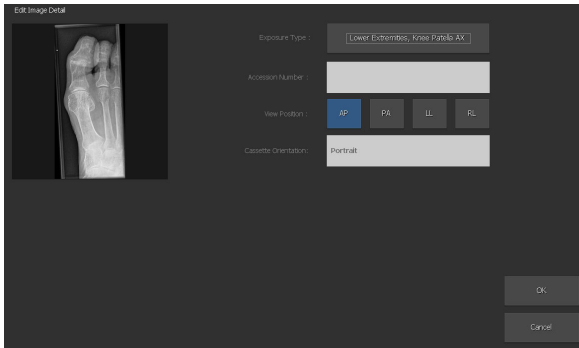 Edit Image Detail
Exposure Type :
Lower Extremities, Knee Patella AX
Accession Number :
View Position :
AP
PA
LL
RL
Cassette Orientation:
Portrait
OK
Cancel